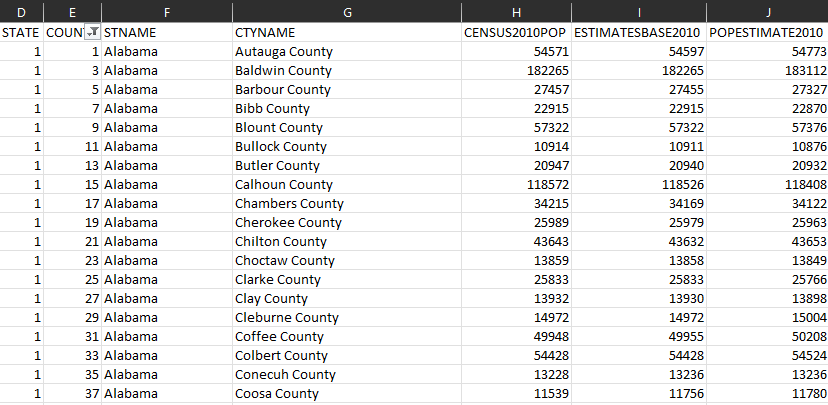 D E F G H I J
STATE COUN STNAME CTYNAME CENSUS2010POP ESTIMATESBASE2010 POPESTIMATE2010
1 1 Alabama Autauga County 54571 54597 54773
1 3 Alabama Baldwin County 182265 182265 183112
1 5 Alabama Barbour County 27457 27455 27327
1 7 Alabama Bibb County 22915 22915 22870
1 9 Alabama Blount County 57322 57322 57376
1 11 Alabama Bullock County 10914 10911 10876
1 13 Alabama Butler County 20947 20940 20932
1 15 Alabama Calhoun County 118572 118526 118408
1 17 Alabama Chambers County 34215 34169 34122
1 19 Alabama Cherokee County 25989 25979 25963
1 21 Alabama Chilton County 43643 43632 43653
1 23 Alabama Choctaw County 13859 13858 13849
1 25 Alabama Clarke County 25833 25833 25766
1 27 Alabama Clay County 13932 13930 13898
1 29 Alabama Cleburne County 14972 14972 15004
1 31 Alabama Coffee County 49948 49955 50208
1 33 Alabama Colbert County 54428 54428 54524
1 35 Alabama Conecuh County 13228 13236 13236
1 37 Alabama Coosa County 11539 11756 11780